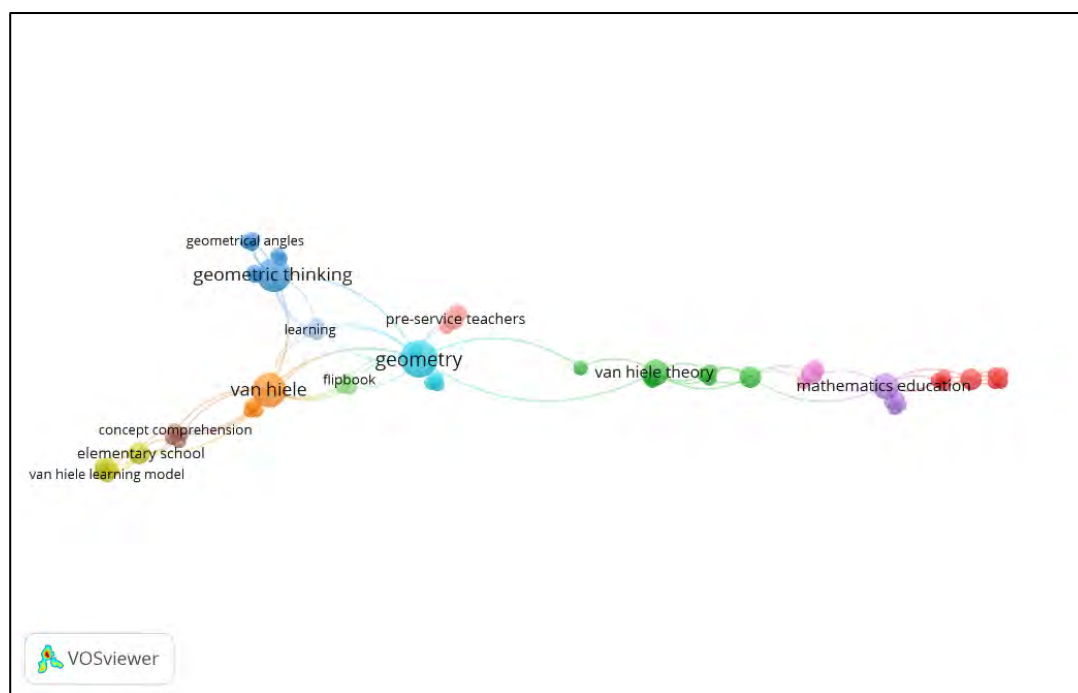 geometrical angles
geometric thinking
learning
pre-service teachers
geometry
van hiele
flipbook
van hiele theory
mathematics education
concept comprehension
elementary school
van hiele learning model
VOSviewer